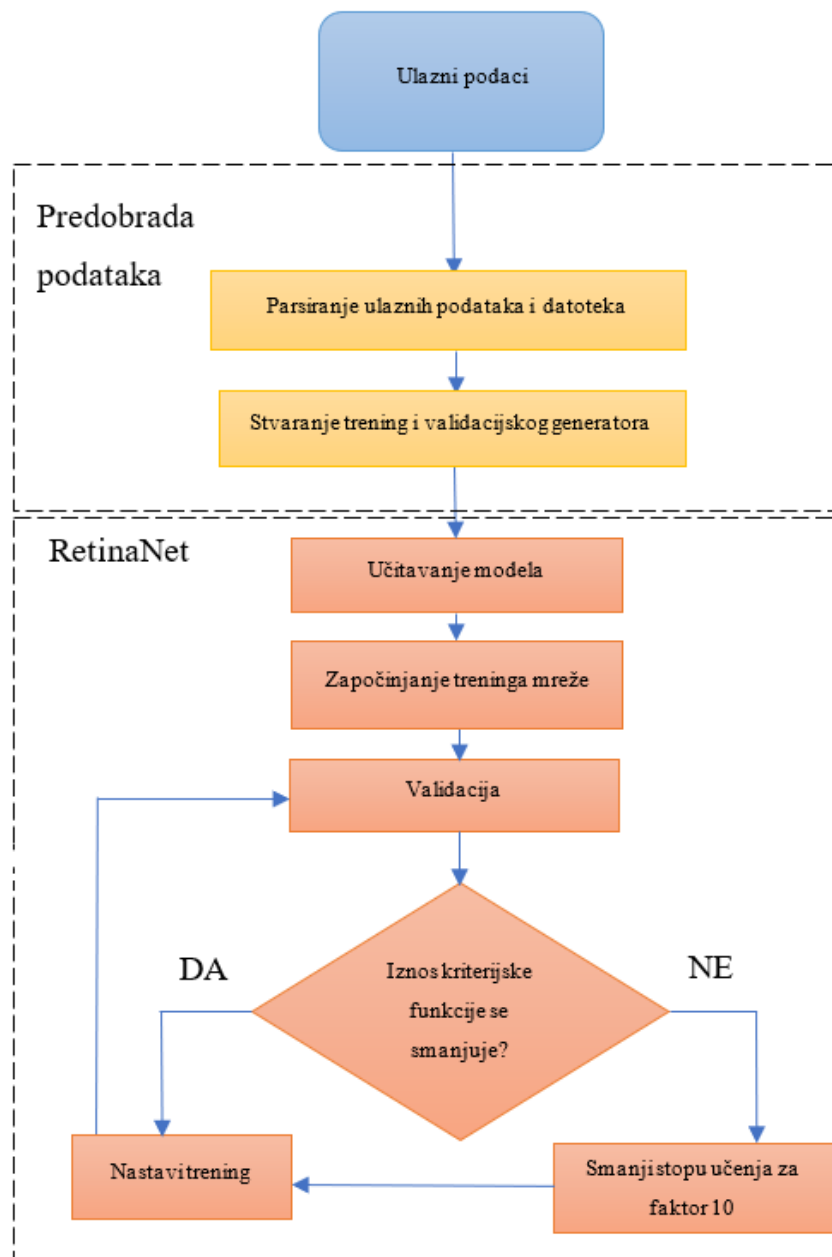 Ulazni podaci
Predobrada
podataka
Parsiranje ulaznih podataka i datoteka
Stvaranje trening i validacijskog generatora
RetinaNet
Učitavanje modela
Započinjanje treninga mreže
Validacija
DA
Iznos kriterijske
funkcije se
smanjuje?
NE
Nastavi trening
Smanji stopu učenja za
faktor 10